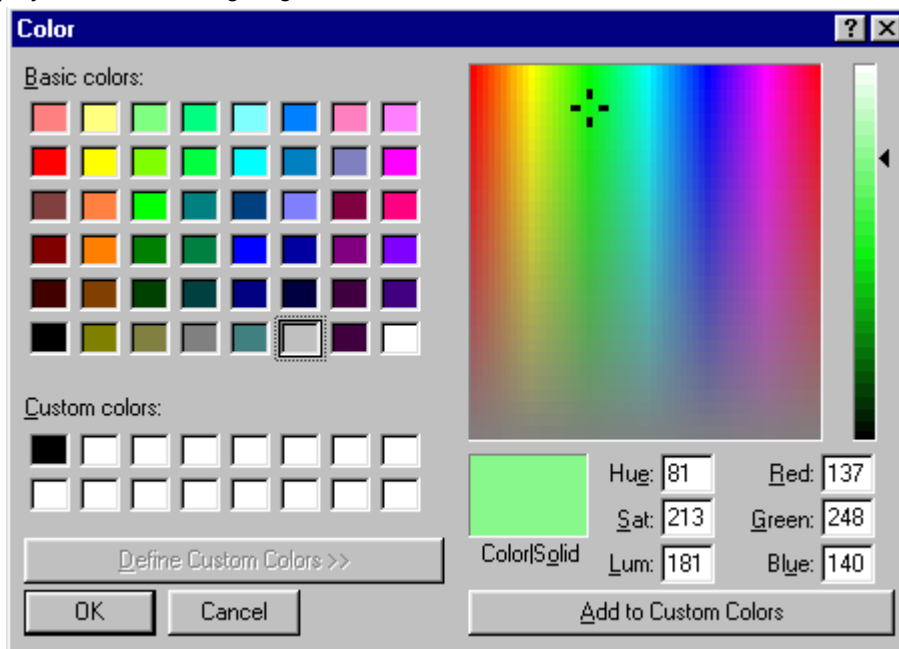 Color
Basic colors:
Custom colors:
Define Custom Colors >>
OK Cancel
Color|Solid
Hue: 81 Red: 137
Sat: 213 Green: 248
Lum: 181 Blue: 140
Add to Custom Colors